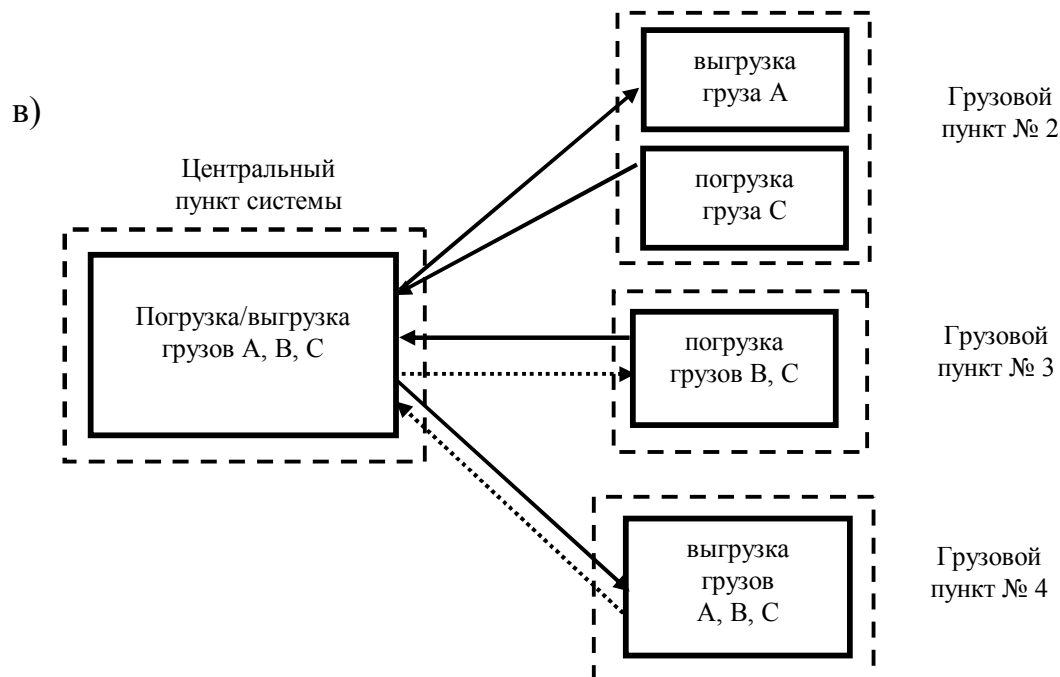 в)
выгрузка
груза А
Грузовой
пункт № 2
погрузка
груза С
Центральный
пункт системы
Погрузка/выгрузка
грузов А, В, С
погрузка
грузов В, С
Грузовой
пункт № 3
выгрузка
грузов
А, В, С
Грузовой
пункт № 4